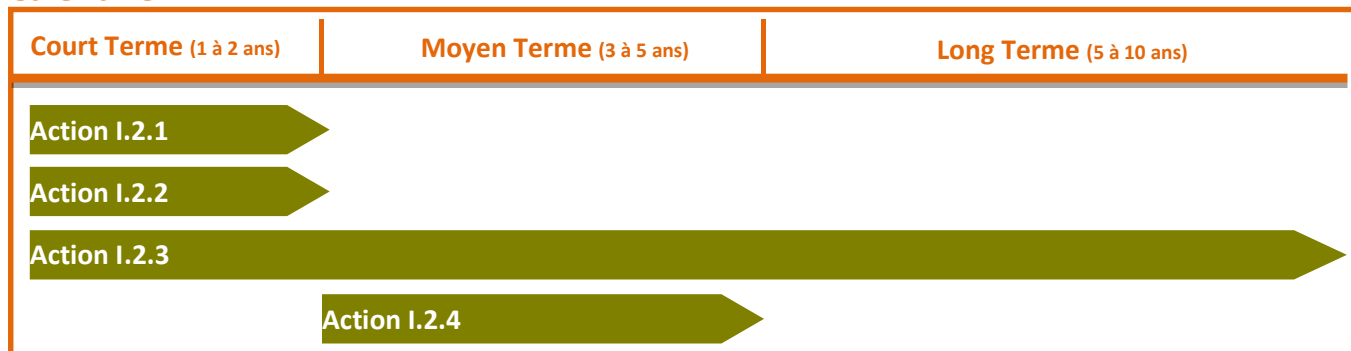 Court Terme (1 à 2 ans) Moyen Terme (3 à 5 ans) Long Terme (5 à 10 ans)
Action I.2.1
Action I.2.2
Action I.2.3
Action I.2.4